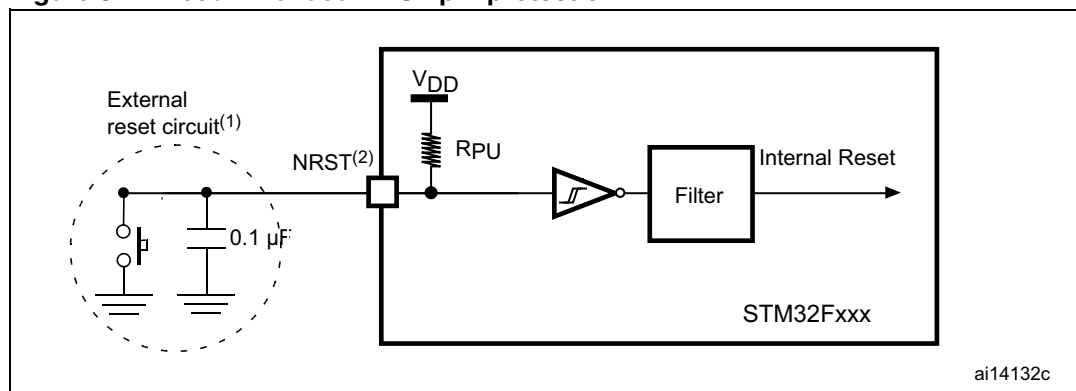 External
reset circuit(1)
VDD
NRST(2)
RPU
Internal Reset
Filter
0.1 μF
STM32Fxxx
ai14132c